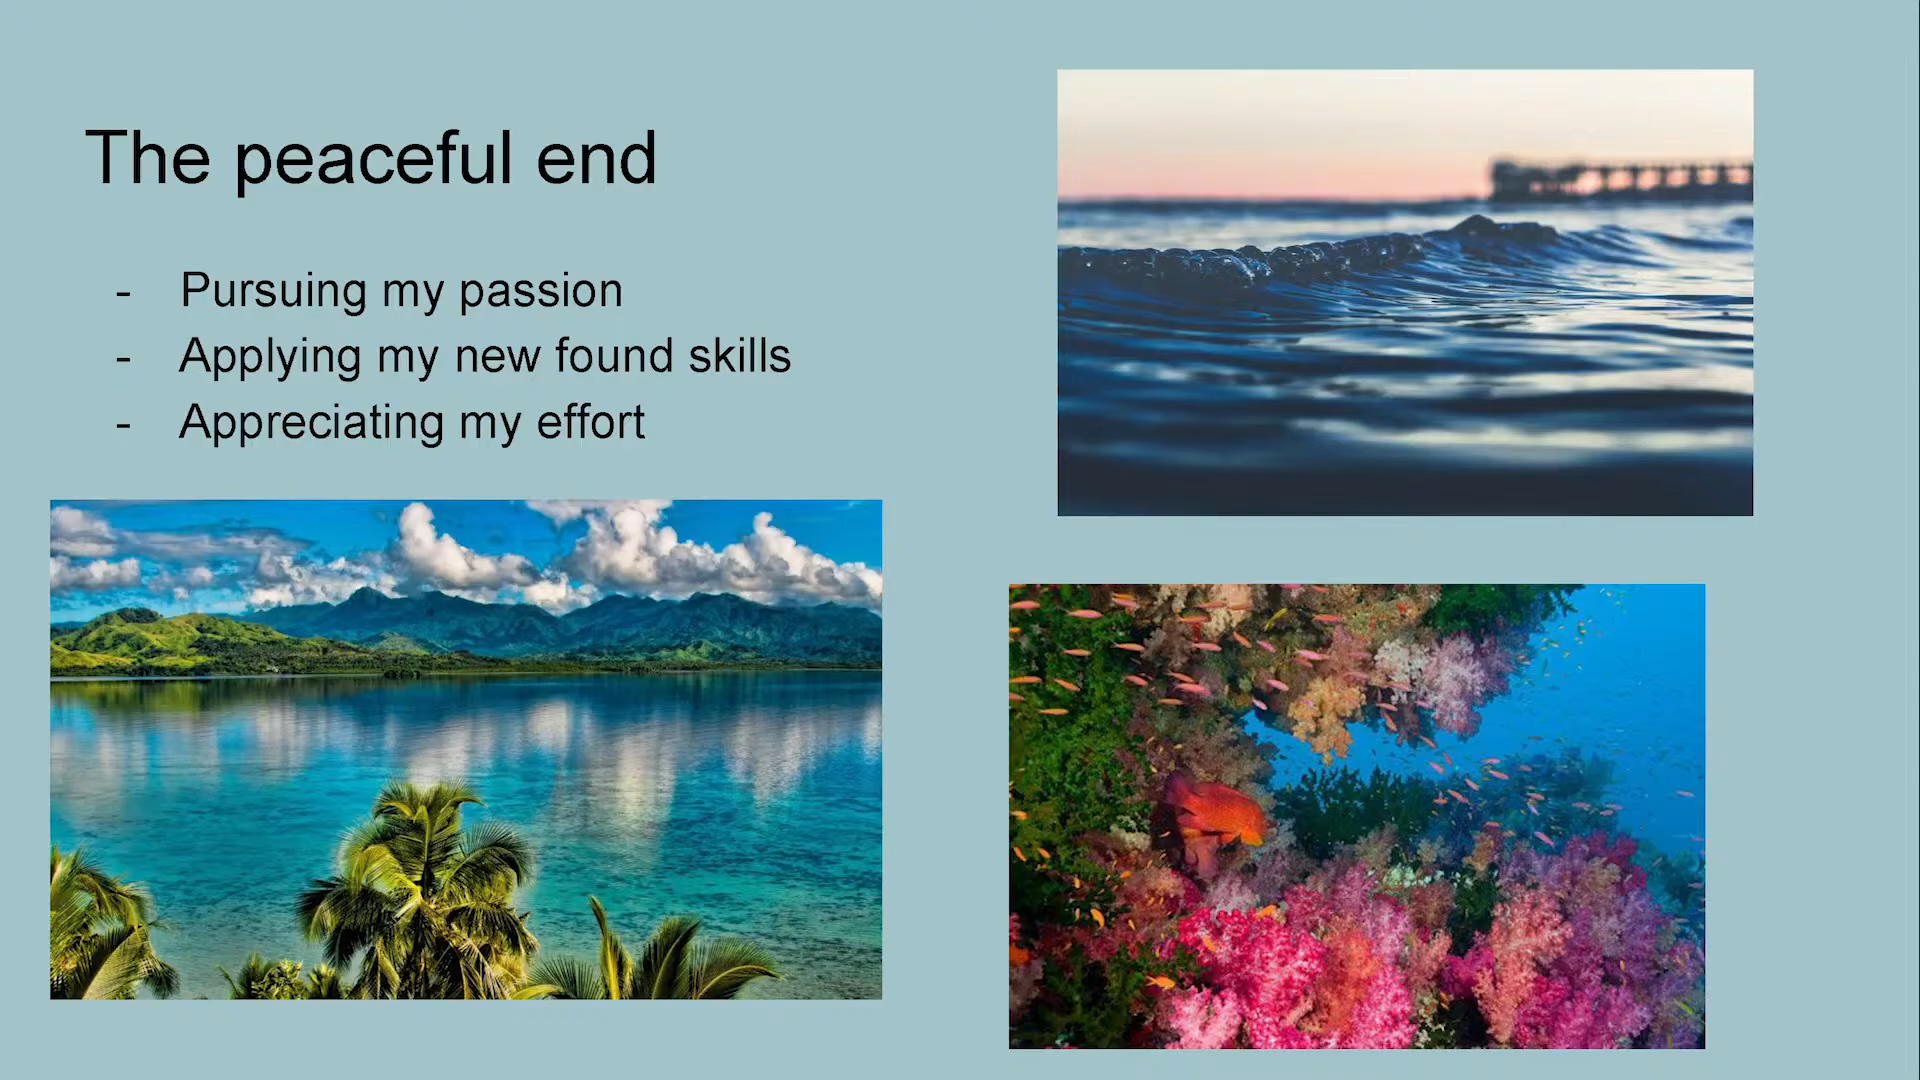 The peaceful end
- Pursuing my passion
- Applying my new found skills
- Appreciating my effort